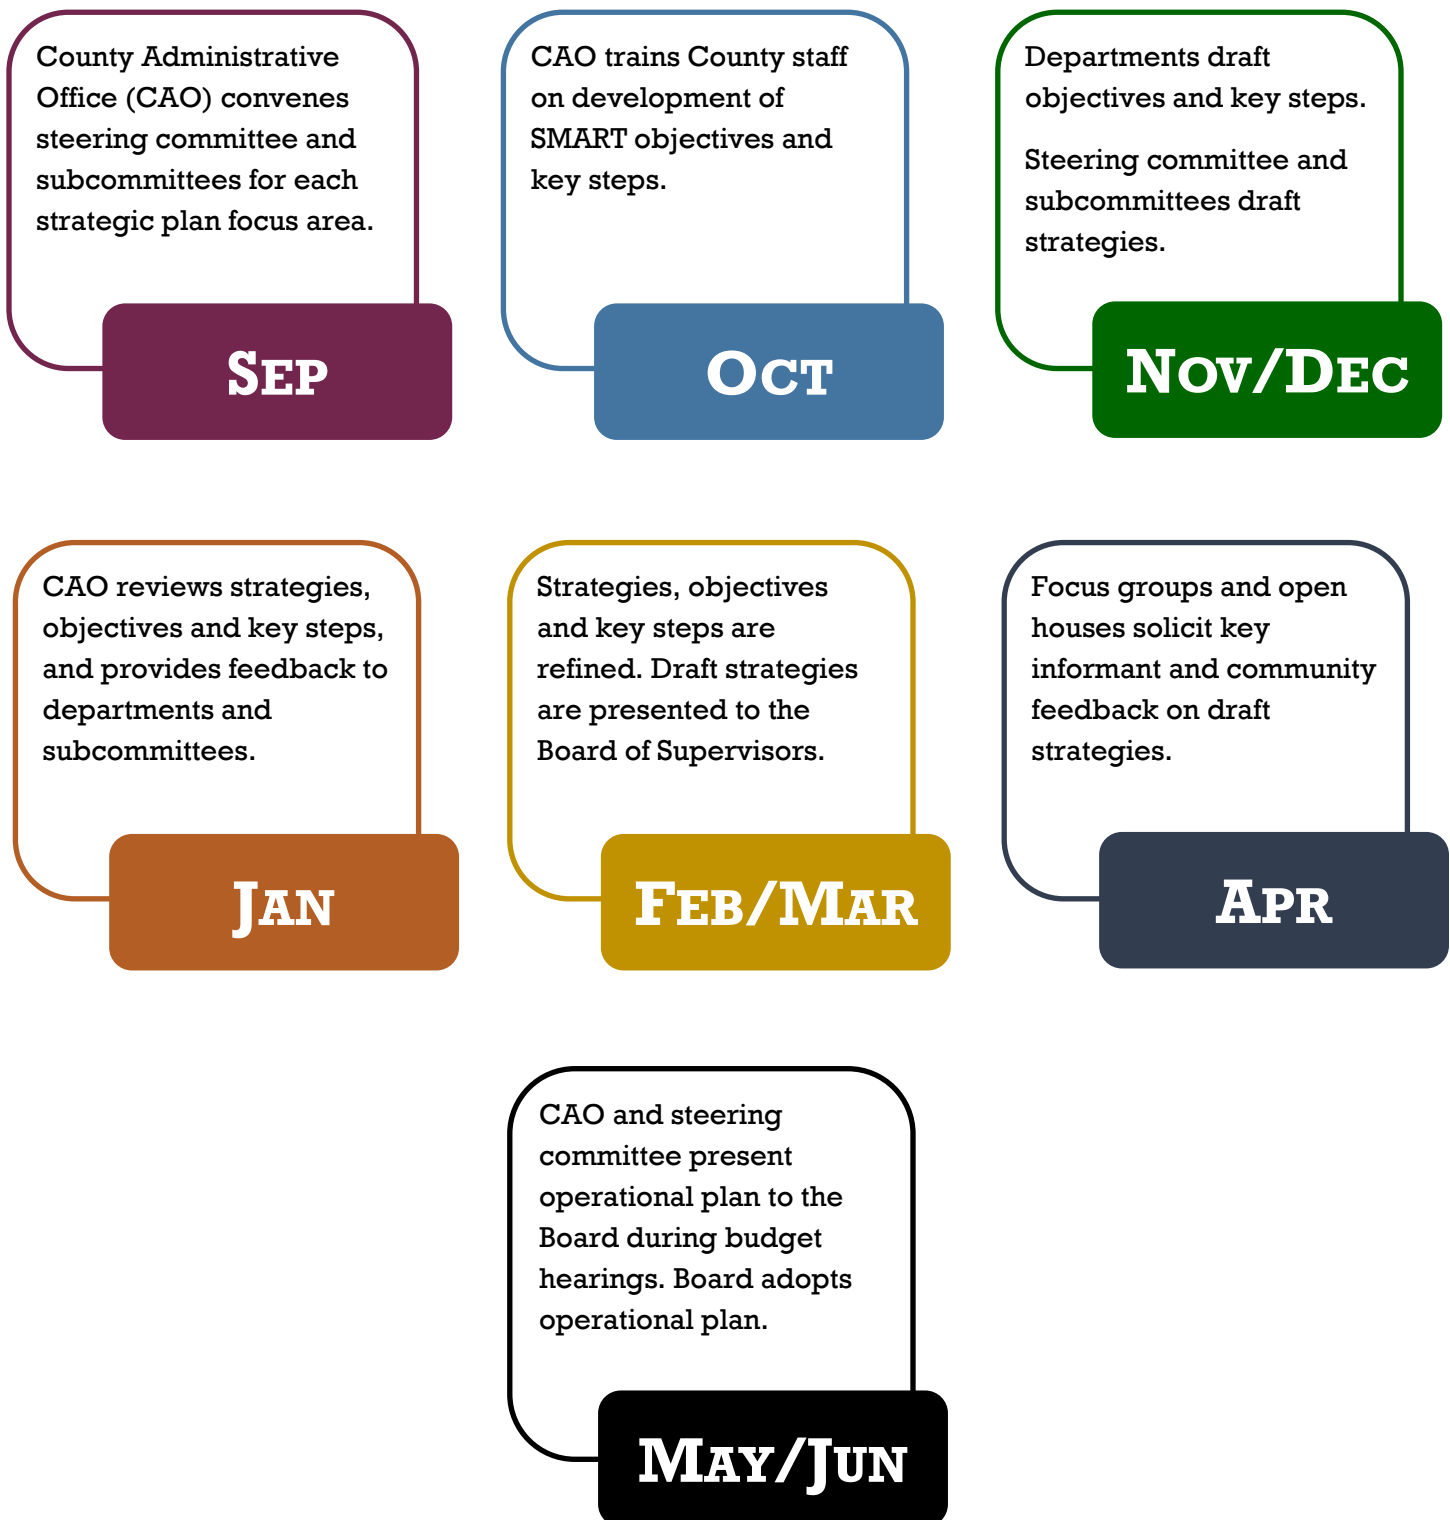 County Administrative
Office (CAO) convenes
steering committee and
subcommittees for each
strategic plan focus area.
SEP
CAO trains County staff
on development of
SMART objectives and
key steps.
OCT
Departments draft
objectives and key steps.
Steering committee and
subcommittees draft
strategies.
NOV/DEC
CAO reviews strategies,
objectives and key steps,
and provides feedback to
departments and
subcommittees.
JAN
Strategies, objectives
and key steps are
refined. Draft strategies
are presented to the
Board of Supervisors.
FEB/MAR
Focus groups and open
houses solicit key
informant and community
feedback on draft
strategies.
APR
CAO and steering
committee present
operational plan to the
Board during budget
hearings. Board adopts
operational plan.
MAY/JUN